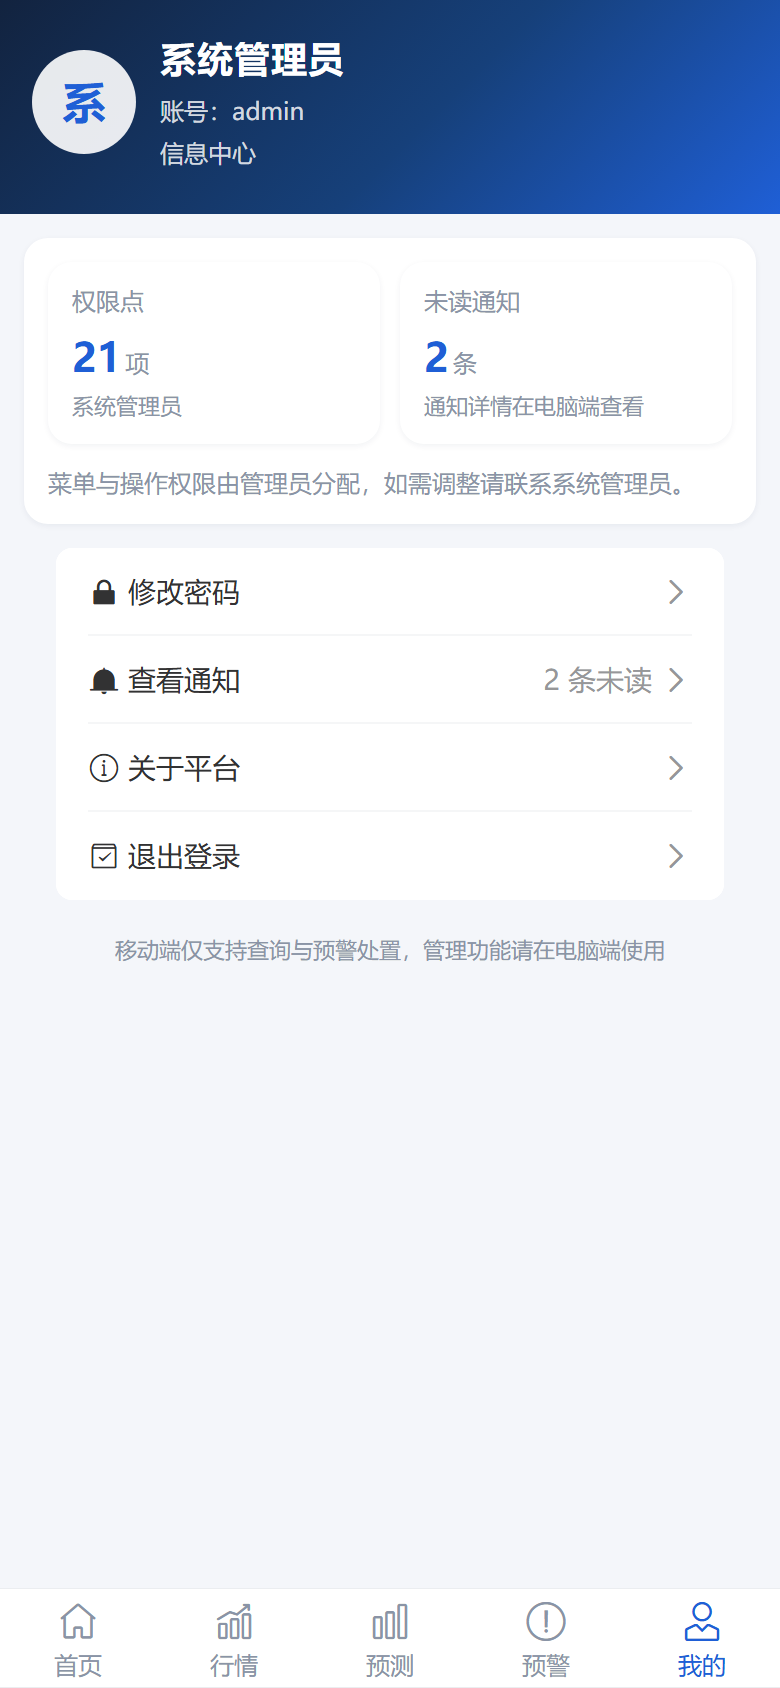 系
系统管理员
账号：admin
信息中心
权限点
21 项
系统管理员
未读通知
2 条
通知详情在电脑端查看
菜单与操作权限由管理员分配，如需调整请联系系统管理员。
修改密码
查看通知 2 条未读
关于平台
退出登录
移动端仅支持查询与预警处置，管理功能请在电脑端使用
首页 行情 预测 预警 我的